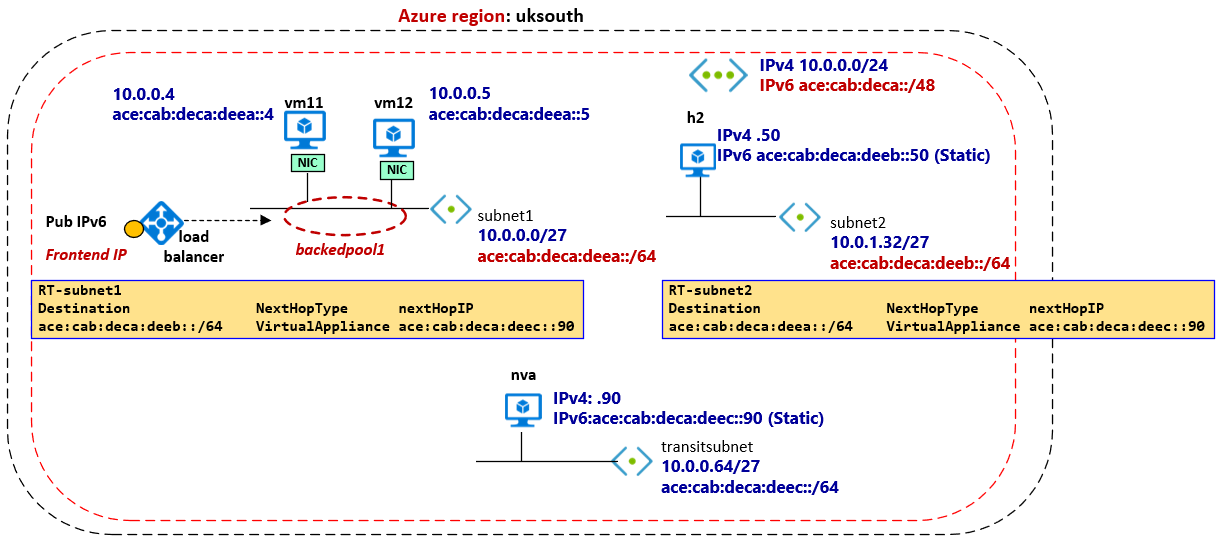 Azure region: uksouth
IPv4 10.0.0.0/24
IPv6 ace:cab:deca::/48
10.0.0.4
ace:cab:deca:deea::4
vm11
vm12
10.0.0.5
ace:cab:deca:deea::5
NIC
NIC
h2
IPv4 .50
IPv6 ace:cab:deca:deeb::50 (Static)
Pub IPv6
Frontend IP
load
balancer
backedpool1
subnet1
10.0.0.0/27
ace:cab:deca:deea::/64
subnet2
10.0.1.32/27
ace:cab:deca:deeb::/64
RT-subnet1
Destination NextHopType nextHopIP
ace:cab:deca:deeb::/64 VirtualAppliance ace:cab:deca:deec::90
RT-subnet2
Destination NextHopType nextHopIP
ace:cab:deca:deea::/64 VirtualAppliance ace:cab:deca:deec::90
nva
IPv4: .90
IPv6:ace:cab:deca:deec::90 (Static)
transitsubnet
10.0.0.64/27
ace:cab:deca:deec::/64